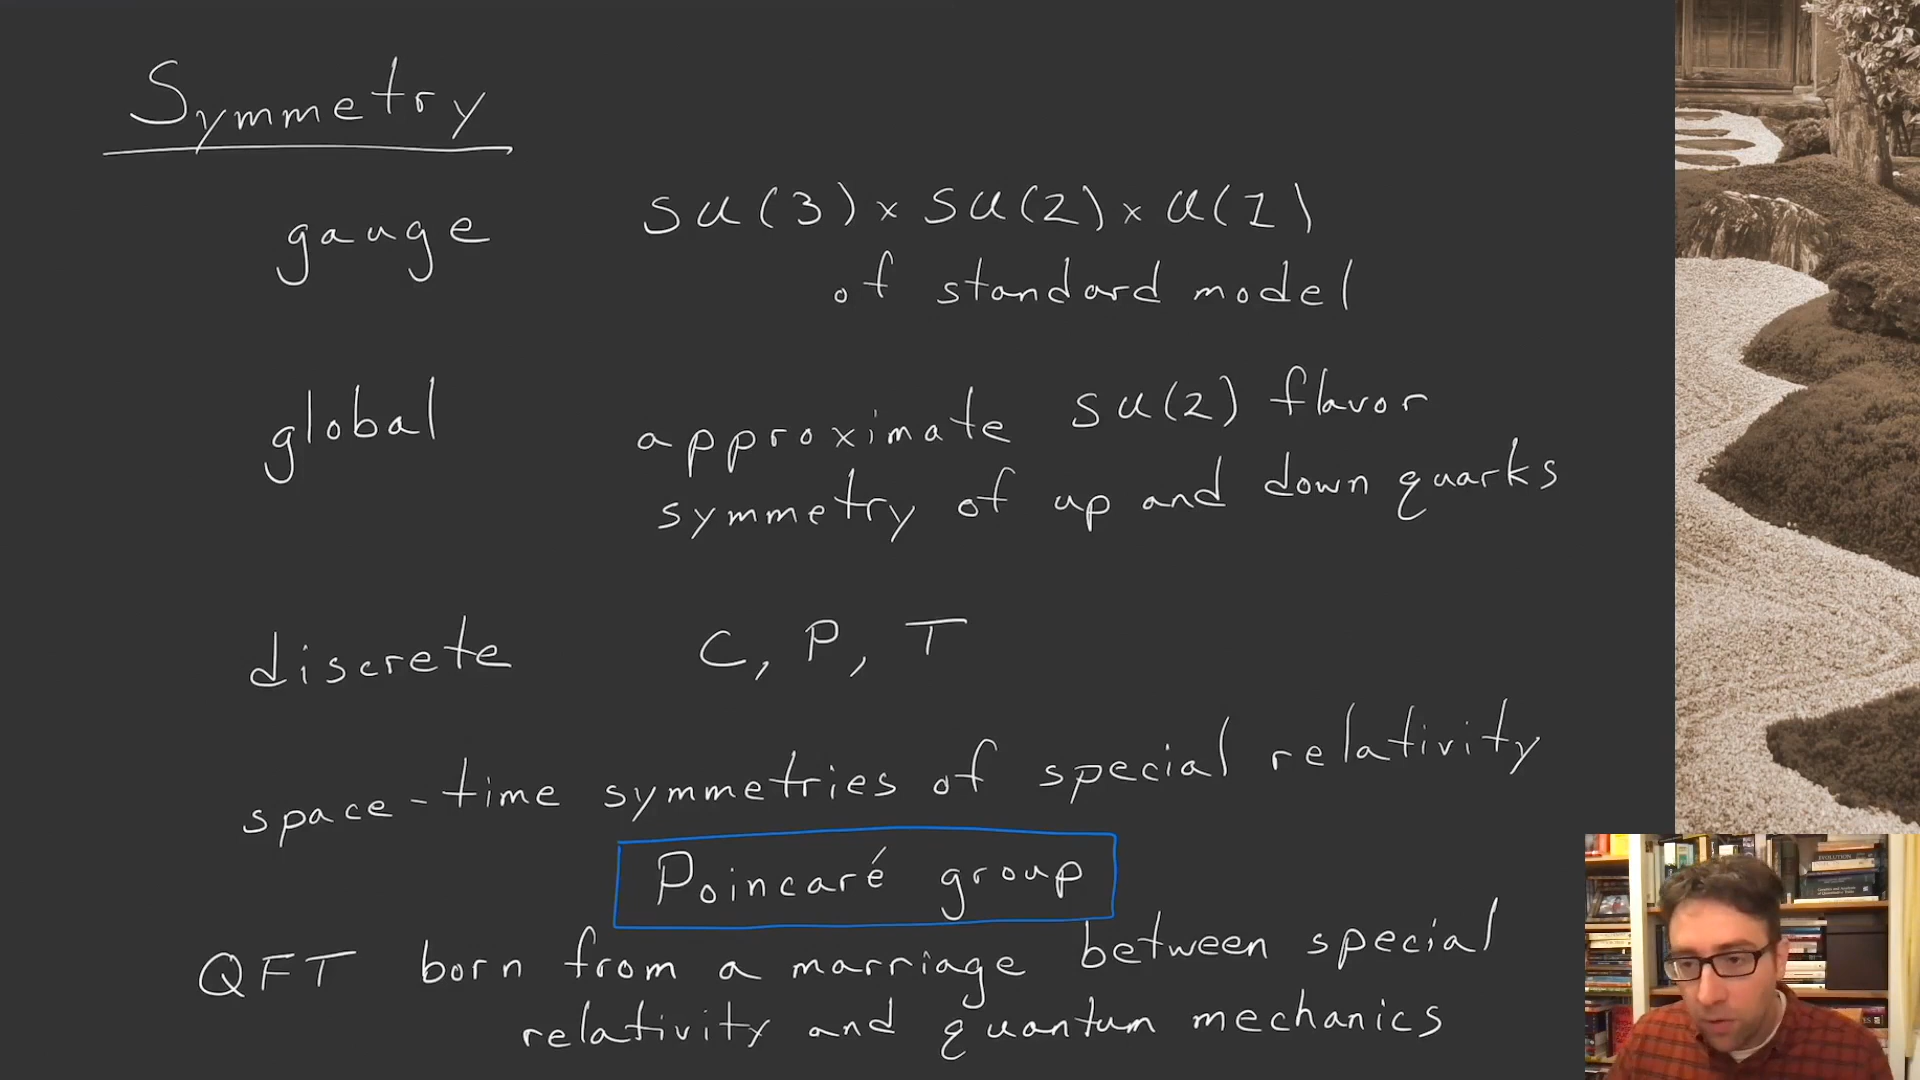 Symmetry
gauge SU(3) × SU(2) × U(1)
of standard model
global approximate SU(2) flavor
symmetry of up and down quarks
discrete C, P, T
space-time symmetries of special relativity
Poincaré group
QFT born from a marriage between special
relativity and quantum mechanics
EVOLUTION